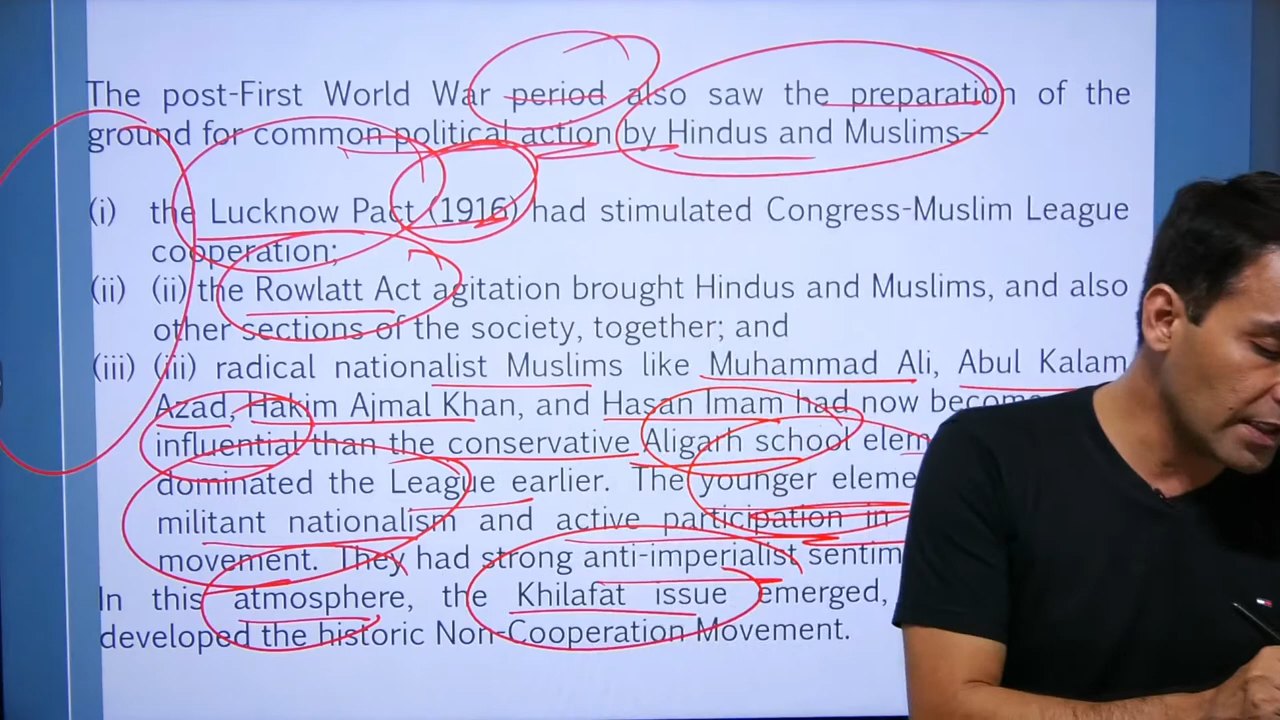 The post-First World War period also saw the preparation of the
ground for common political action by Hindus and Muslims—
(i) the Lucknow Pact (1916) had stimulated Congress-Muslim League
cooperation;
(ii) (ii) the Rowlatt Act agitation brought Hindus and Muslims, and also
other sections of the society, together; and
(iii) (iii) radical nationalist Muslims like Muhammad Ali, Abul Kalam
Azad, Hakim Ajmal Khan, and Hasan Imam had now
influential than the conservative Aligarh school
dominated the League earlier. The younger
militant nationalism and active participation in
movement. They had strong anti-imperialist
In this atmosphere, the Khilafat issue emerged,
developed the historic Non-Cooperation Movement.